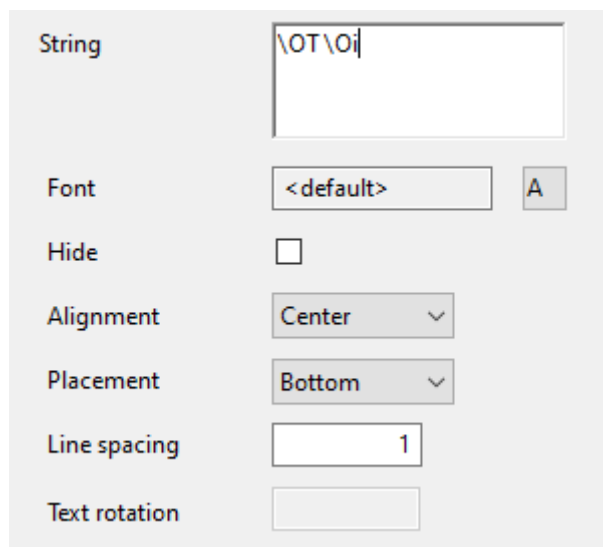 String \OT\Oi
Font <default> A
Hide
Alignment Center
Placement Bottom
Line spacing 1
Text rotation